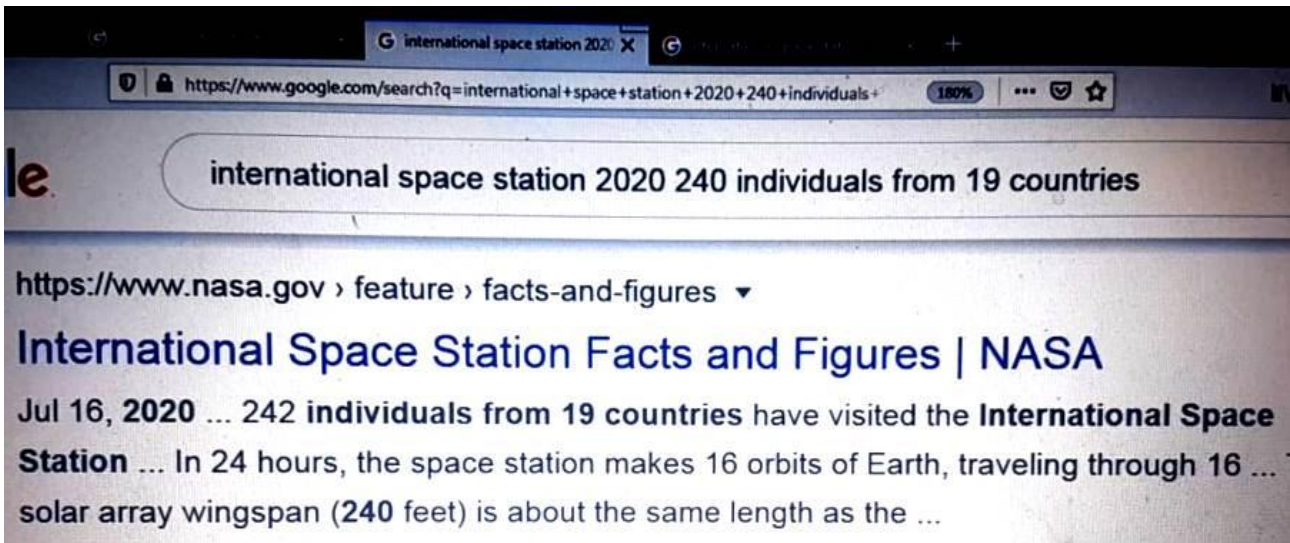 international space station 2020
https://www.google.com/search?q=international+space+station+2020+240+individuals+
180%
le
international space station 2020 240 individuals from 19 countries
https://www.nasa.gov › feature › facts-and-figures
International Space Station Facts and Figures | NASA
Jul 16, 2020 ... 242 individuals from 19 countries have visited the International Space
Station ... In 24 hours, the space station makes 16 orbits of Earth, traveling through 16 ...
solar array wingspan (240 feet) is about the same length as the ...